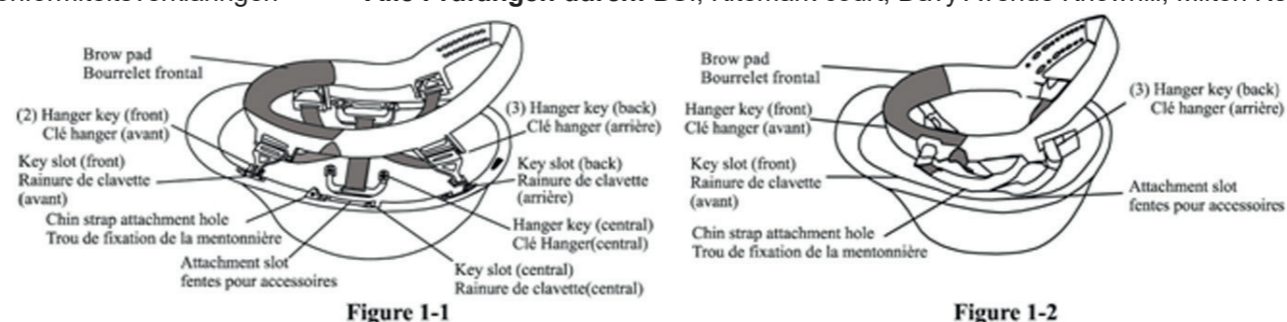 Brow pad
Bourrelet frontal
(2) Hanger key (front)
Clé hanger (avant)
Key slot (front)
Rainure de clavette
(avant)
Chin strap attachment hole
Trou de fixation de la mentonnière
Attachment slot
fentes pour accessoires
(3) Hanger key (back)
Clé hanger (arrière)
Key slot (back)
Rainure de clavette
(arrière)
Hanger key (central)
Clé Hanger(central)
Key slot (central)
Rainure de clavette(central)
Figure 1-1
Brow pad
Bourrelet frontal
Hanger key (front)
Clé hanger (avant)
Key slot (front)
Rainure de clavette
(avant)
Chin strap attachment hole
Trou de fixation de la mentonnière
(3) Hanger key (back)
Clé hanger (arrière)
Attachment slot
fentes pour accessoires
Figure 1-2